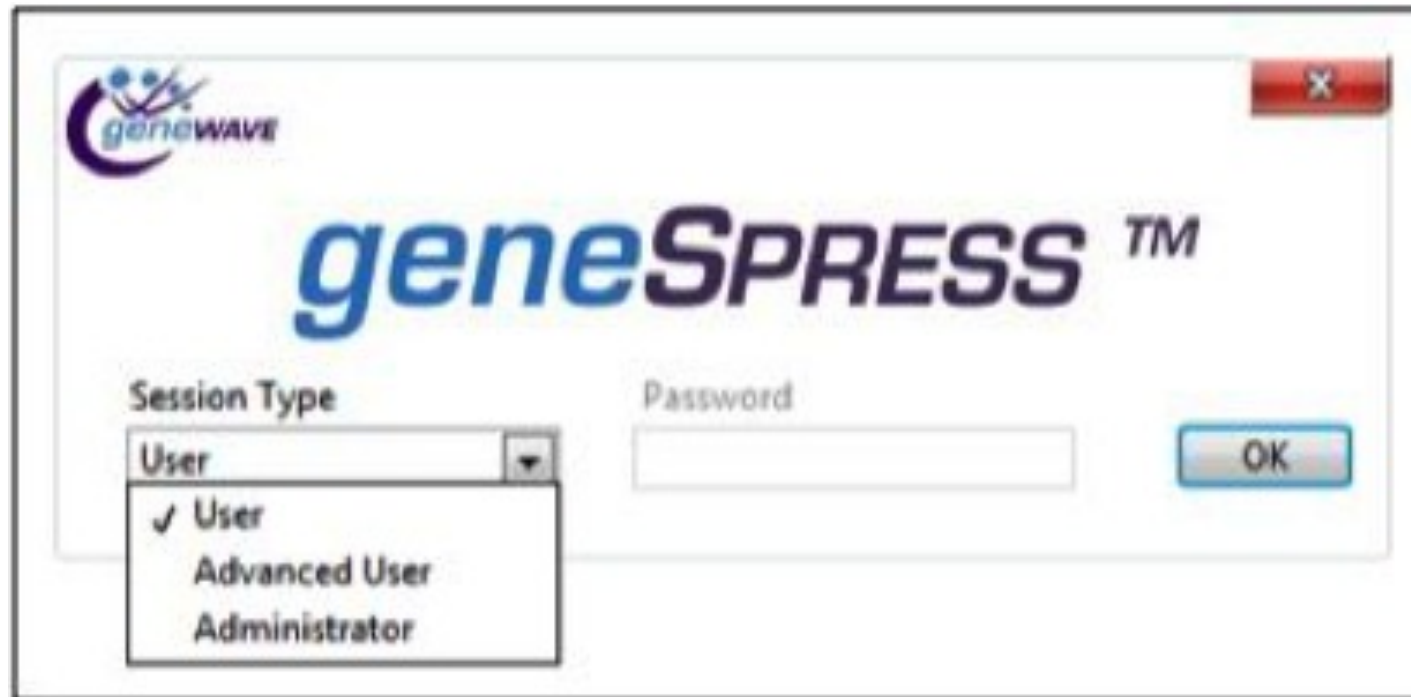 genewave
geneSPRESS ™
Session Type
Password
User
OK
✓ User
Advanced User
Administrator